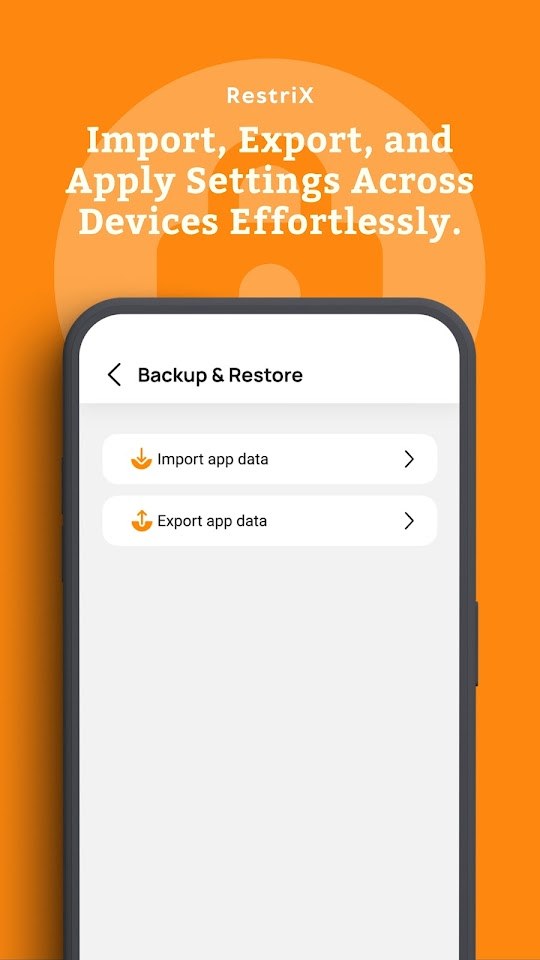 RestriX
Import, Export, and
Apply Settings Across
Devices Effortlessly.
Backup & Restore
Import app data
Export app data